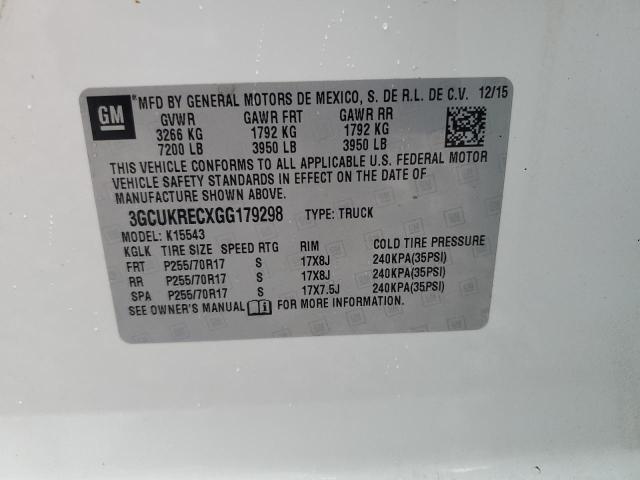 GM
*MFD BY GENERAL MOTORS DE MEXICO, S. DE R.L. DE C.V. 12/15
GVWR GAWR FRT GAWR RR
3266 KG 1792 KG 1792 KG
7200 LB 3950 LB 3950 LB
THIS VEHICLE CONFORMS TO ALL APPLICABLE U.S. FEDERAL MOTOR
VEHICLE SAFETY STANDARDS IN EFFECT ON THE DATE OF
MANUFACTURE SHOWN ABOVE.
3GCUKRECXGG179298 TYPE: TRUCK
MODEL: K15543
KGLK TIRE SIZE SPEED RTG RIM COLD TIRE PRESSURE
FRT P255/70R17 S 17X8J 240KPA(35PSI)
RR P255/70R17 S 17X8J 240KPA(35PSI)
SPA P255/70R17 S 17X7.5J 240KPA(35PSI)
SEE OWNER'S MANUAL FOR MORE INFORMATION.